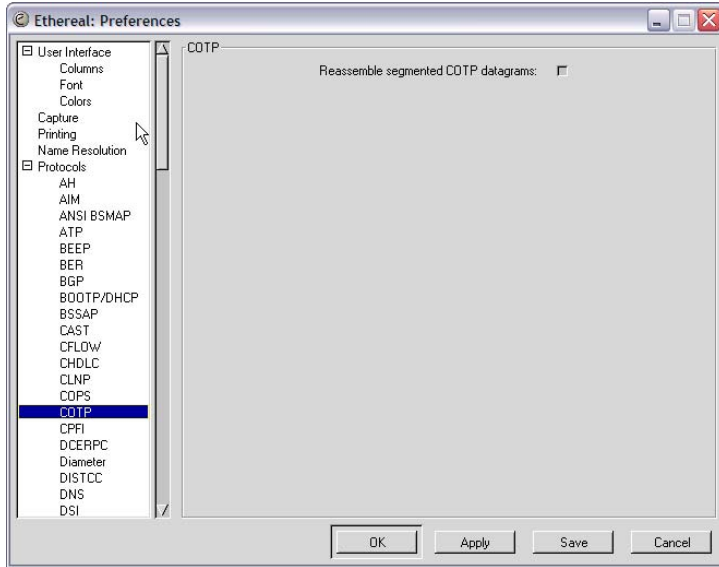 Ethereal: Preferences
User Interface
Columns
Font
Colors
Capture
Printing
Name Resolution
Protocols
AH
AIM
ANSI BSMAP
ATP
BEEP
BER
BGP
BOOTP/DHCP
BSSAP
CAST
CFLOW
CHDLC
CLNP
COPS
COTP
CPFI
DCERPC
Diameter
DISTCC
DNS
DSI
COTP
Reassemble segmented COTP datagrams:
OK Apply Save Cancel